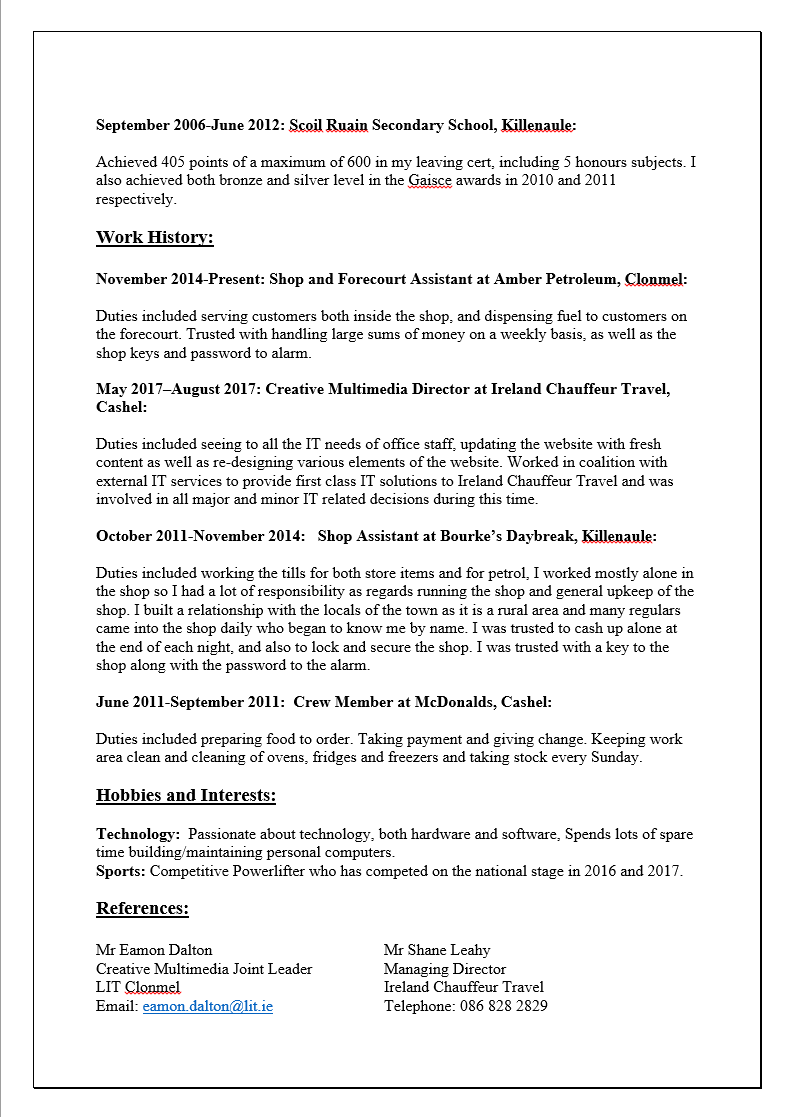 September 2006-June 2012: Scoil Ruain Secondary School, Killenaule:
Achieved 405 points of a maximum of 600 in my leaving cert, including 5 honours subjects. I
also achieved both bronze and silver level in the Gaisce awards in 2010 and 2011
respectively.
Work History:
November 2014-Present: Shop and Forecourt Assistant at Amber Petroleum, Clonmel:
Duties included serving customers both inside the shop, and dispensing fuel to customers on
the forecourt. Trusted with handling large sums of money on a weekly basis, as well as the
shop keys and password to alarm.
May 2017–August 2017: Creative Multimedia Director at Ireland Chauffeur Travel,
Cashel:
Duties included seeing to all the IT needs of office staff, updating the website with fresh
content as well as re-designing various elements of the website. Worked in coalition with
external IT services to provide first class IT solutions to Ireland Chauffeur Travel and was
involved in all major and minor IT related decisions during this time.
October 2011-November 2014:   Shop Assistant at Bourke’s Daybreak, Killenaule:
Duties included working the tills for both store items and for petrol, I worked mostly alone in
the shop so I had a lot of responsibility as regards running the shop and general upkeep of the
shop. I built a relationship with the locals of the town as it is a rural area and many regulars
came into the shop daily who began to know me by name. I was trusted to cash up alone at
the end of each night, and also to lock and secure the shop. I was trusted with a key to the
shop along with the password to the alarm.
June 2011-September 2011:  Crew Member at McDonalds, Cashel:
Duties included preparing food to order. Taking payment and giving change. Keeping work
area clean and cleaning of ovens, fridges and freezers and taking stock every Sunday.
Hobbies and Interests:
Technology:  Passionate about technology, both hardware and software, Spends lots of spare
time building/maintaining personal computers.
Sports: Competitive Powerlifter who has competed on the national stage in 2016 and 2017.
References:
Mr Eamon Dalton
Creative Multimedia Joint Leader
LIT Clonmel
Email: eamon.dalton@lit.ie
Mr Shane Leahy
Managing Director
Ireland Chauffeur Travel
Telephone: 086 828 2829